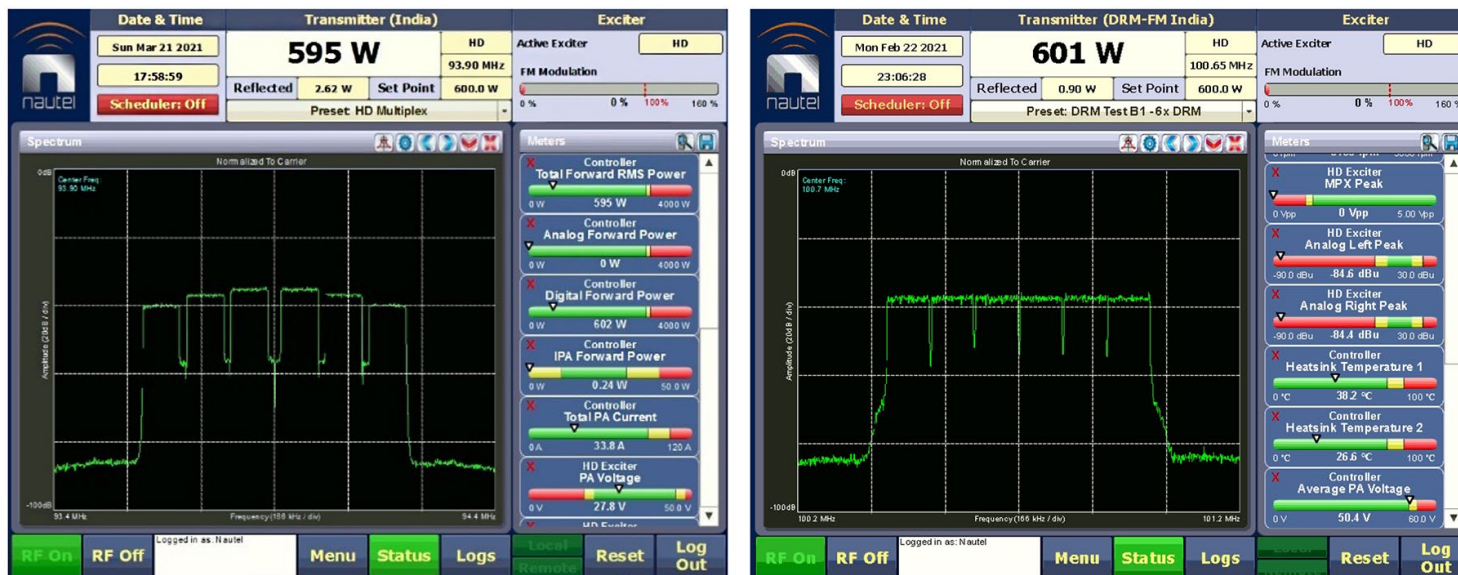 Date & Time
Transmitter (India)
Exciter
Sun Mar 21 2021
17:58:59
Scheduler: Off
nautel
595 W
HD
93.90 MHz
Reflected 2.62 W Set Point 600.0 W
Preset: HD Multiplex
Active Exciter HD
FM Modulation
0 % 0 % 100% 160 %
Spectrum
Normalized To Carrier
0dB
Center Freq:
93.90 MHz
Amplitude (20dB / div)
-100dB
93.4 MHz Frequency (166 kHz / div) 94.4 MHz
Meters
Controller
Total Forward RMS Power
0 W 595 W 4000 W
Controller
Analog Forward Power
0 W 0 W 4000 W
Controller
Digital Forward Power
0 W 602 W 4000 W
Controller
IPA Forward Power
0 W 0.24 W 50.0 W
Controller
Total PA Current
0 A 33.8 A 120 A
HD Exciter
PA Voltage
0 V 27.8 V 50.0 V
HD Exciter
RF On
RF Off
Logged in as: Nautel
Menu
Status
Logs
Local
Remote
Reset
Log
Out
Date & Time
Transmitter (DRM-FM India)
Exciter
Mon Feb 22 2021
23:06:28
Scheduler: Off
nautel
601 W
HD
100.65 MHz
Reflected 0.90 W Set Point 600.0 W
Preset: DRM Test B1 -6x DRM
Active Exciter HD
FM Modulation
0 % 0 % 100% 160 %
Spectrum
Normalized To Carrier
0dB
Center Freq:
100.7 MHz
Amplitude (20dB / div)
-100dB
100.2 MHz Frequency (166 kHz / div) 101.2 MHz
Meters
HD Exciter
MPX Peak
0 Vpp 0 Vpp 5.00 Vpp
HD Exciter
Analog Left Peak
-90.0 dBu -84.6 dBu 30.0 dBu
HD Exciter
Analog Right Peak
-90.0 dBu -84.4 dBu 30.0 dBu
Controller
Heatsink Temperature 1
0 °C 38.2 °C 100 °C
Controller
Heatsink Temperature 2
0 °C 26.6 °C 100 °C
Controller
Average PA Voltage
0 V 50.4 V 60.0 V
RF On
RF Off
Logged in as: Nautel
Menu
Status
Logs
Reset
Log
Out